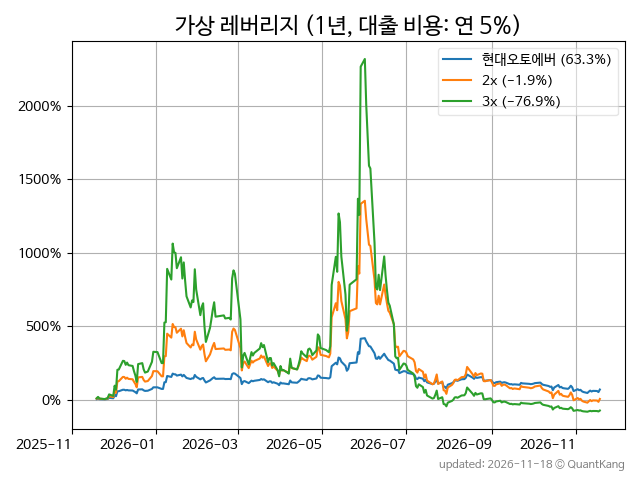 가상 레버리지 (1년, 대출 비용: 연 5%)
현대오토에버 (63.3%)
2x (−1.9%)
3x (−76.9%)
2000%
1500%
1000%
500%
0%
2025-11 2026-01 2026-03 2026-05 2026-07 2026-09 2026-11
updated: 2026-11-18 © QuantKang